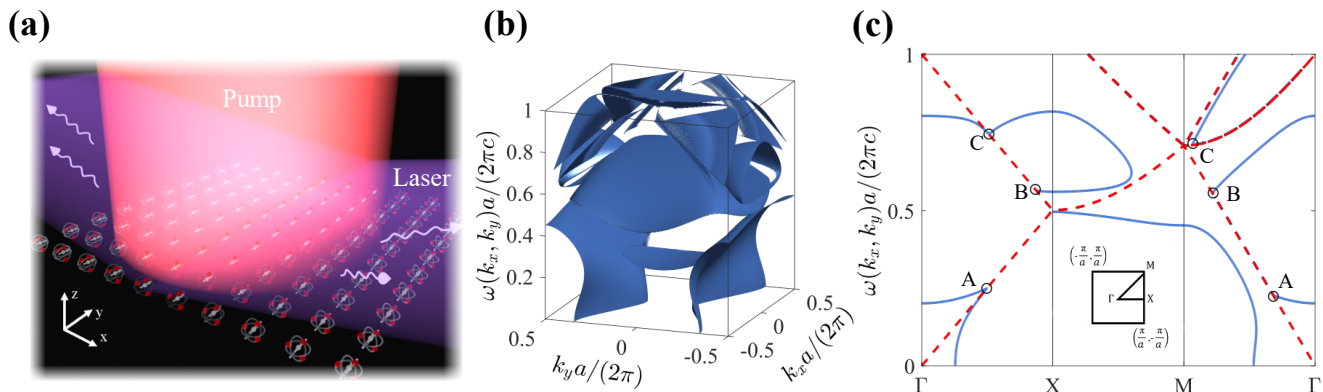 (a)
Pump
Laser
z
y
x
(b)
ω(kx, ky)a/(2πc)
1
0.8
0.6
0.4
0.2
0.5
0
-0.5
kya/(2π)
0.5
0
-0.5
kxa/(2π)
(c)
ω(kx, ky)a/(2πc)
1
0.5
0
C
B
A
C
B
A
(-π/a, π/a)
M
Γ
X
(π/a, -π/a)
Γ
X
M
Γ